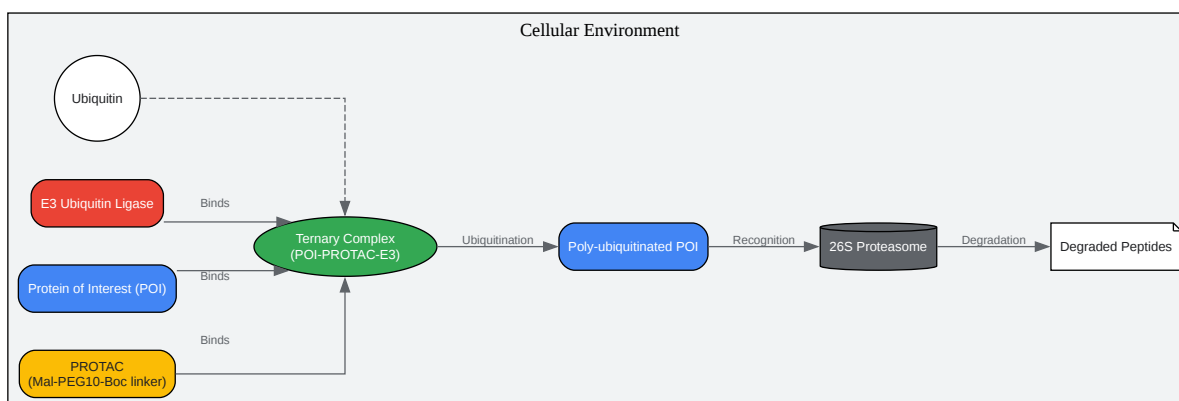 Cellular Environment
Ubiquitin
E3 Ubiquitin Ligase
Binds
Ternary Complex
(POI-PROTAC-E3)
Ubiquitination
Poly-ubiquitinated POI
Recognition
26S Proteasome
Degradation
Degraded Peptides
Protein of Interest (POI)
Binds
Binds
PROTAC
(Mal-PEG10-Boc linker)